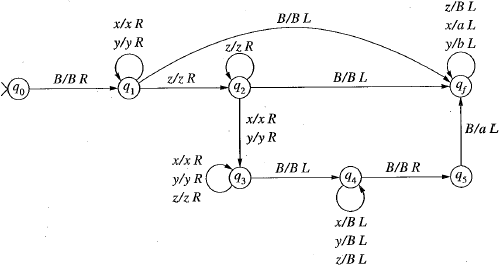 z/B L
x/x R
B/B L
x/a L
y/y R
z/z R
y/b L
B/B R
z/z R
B/B L
q0
q1
q2
qf
x/x R
y/y R
B/a L
x/x R
y/y R
z/z R
B/B L
B/B R
q3
q4
q5
x/B L
y/B L
z/B L